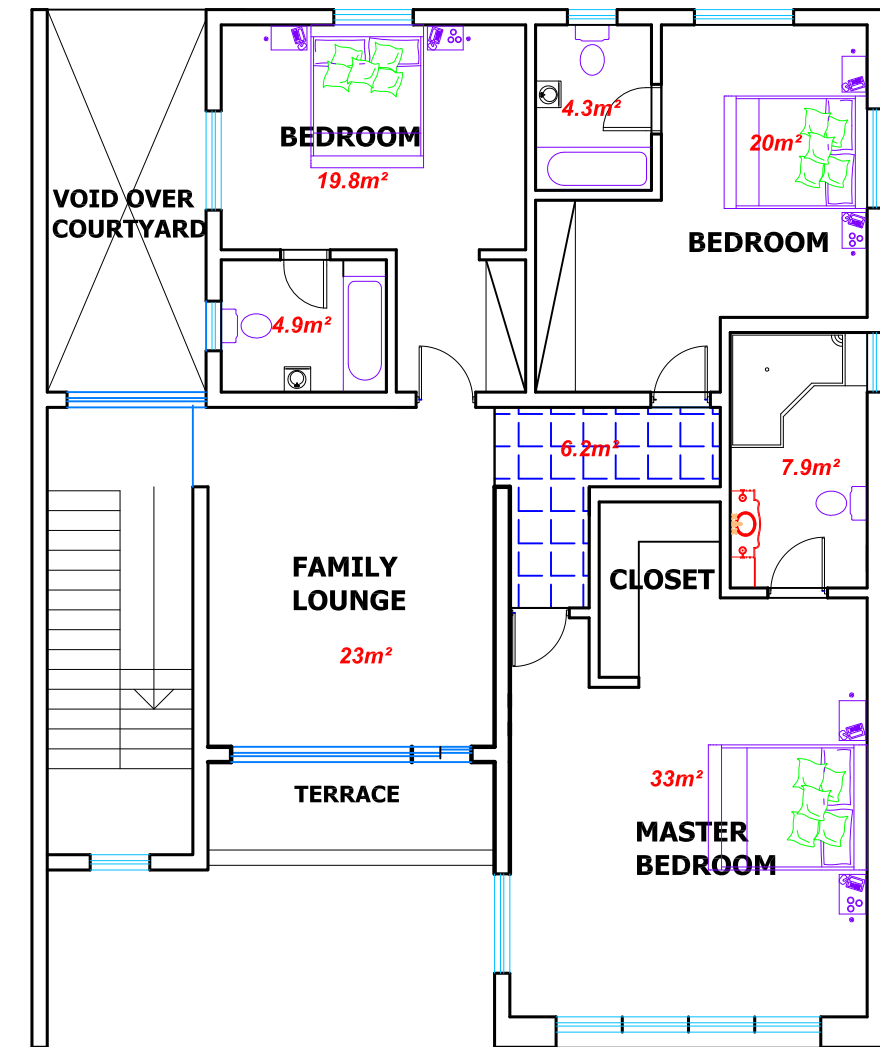 4.3m²
BEDROOM
20m²
19.8m²
VOID OVER
COURTYARD
BEDROOM
4.9m²
6.2m²
7.9m²
FAMILY
LOUNGE
CLOSET
23m²
33m²
TERRACE
MASTER
BEDROOM